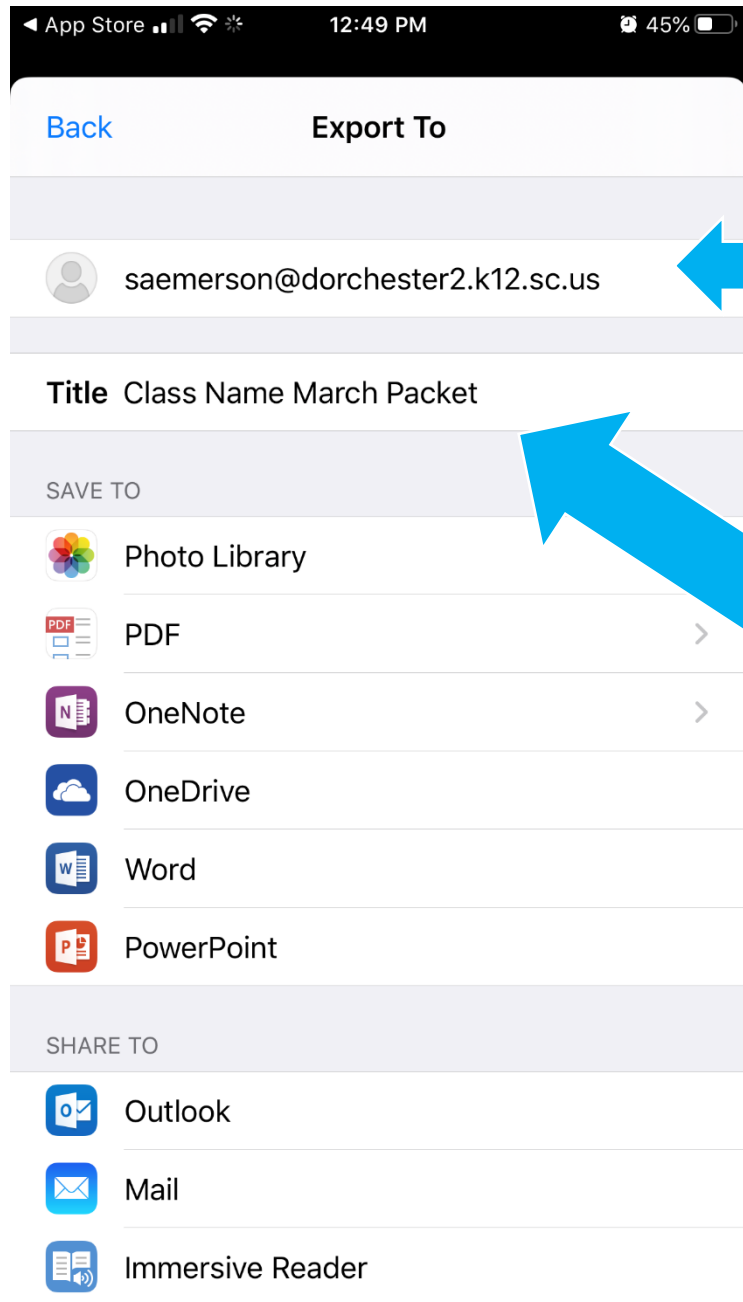 ◀ App Store 12:49 PM 45%
Back Export To
saemerson@dorchester2.k12.sc.us
Title Class Name March Packet
SAVE TO
Photo Library
PDF PDF
N OneNote
OneDrive
W Word
P PowerPoint
SHARE TO
o Outlook
Mail
Immersive Reader